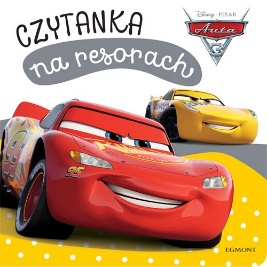 CZYTANKA
na resorach
Disney · PIXAR
Auta
3
95
EGMONT